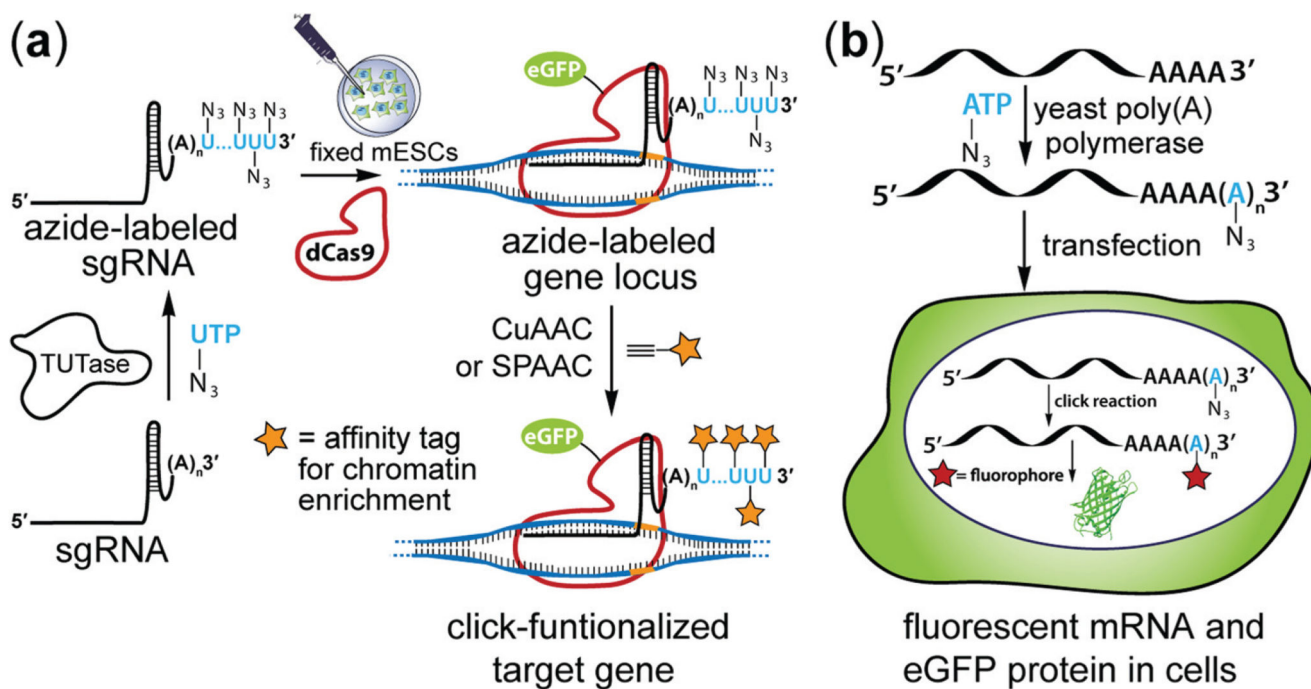 (a)
eGFP
N3 N3 N3
(A)nU...UUU3′
N3
fixed mESCs
5′
azide-labeled
sgRNA
dCas9
N3 N3 N3
(A)nU...UUU3′
N3
azide-labeled
gene locus
TUTase
UTP
N3
CuAAC
or SPAAC
= affinity tag
for chromatin
enrichment
5′
(A)n3′
sgRNA
eGFP
(A)nU...UUU 3′
click-funtionalized
target gene
(b)
5′ AAAA3′
ATP
N3
yeast poly(A)
polymerase
5′ AAAA(A)n3′
N3
transfection
5′ AAAA(A)n3′
N3
click reaction
5′ AAAA(A)n3′
= fluorophore
fluorescent mRNA and
eGFP protein in cells